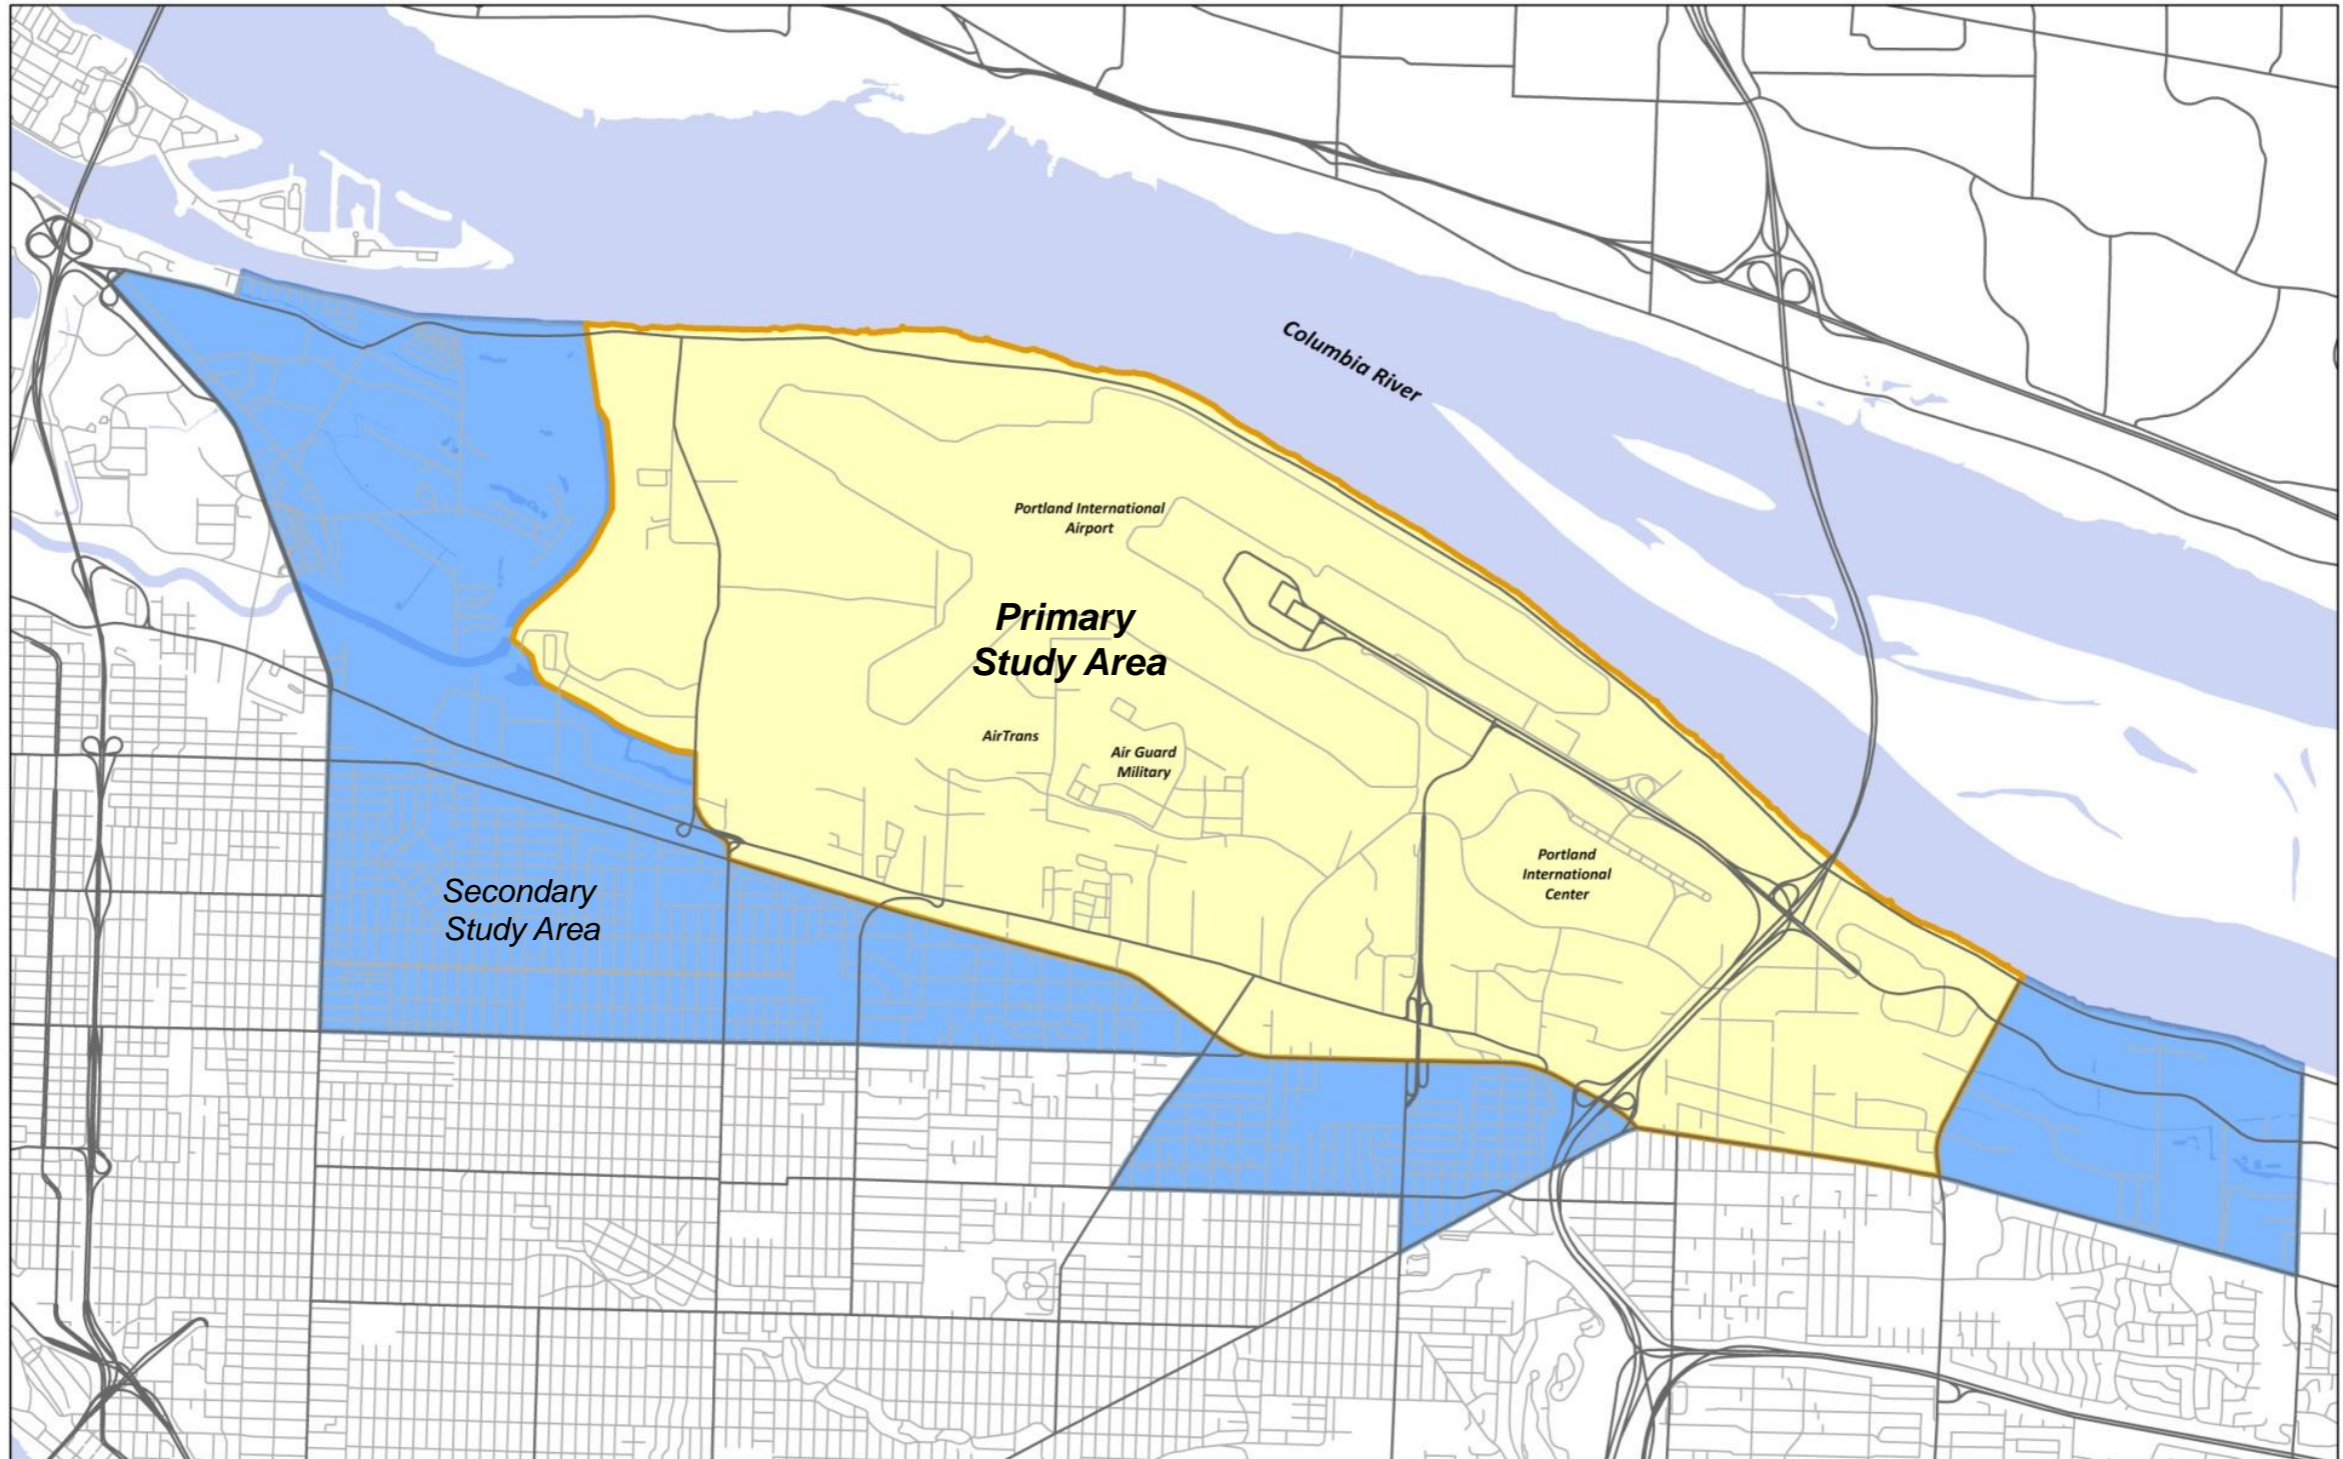 Columbia River
Portland International
Airport
Primary
Study Area
AirTrans
Air Guard
Military
Portland
International
Center
Secondary
Study Area